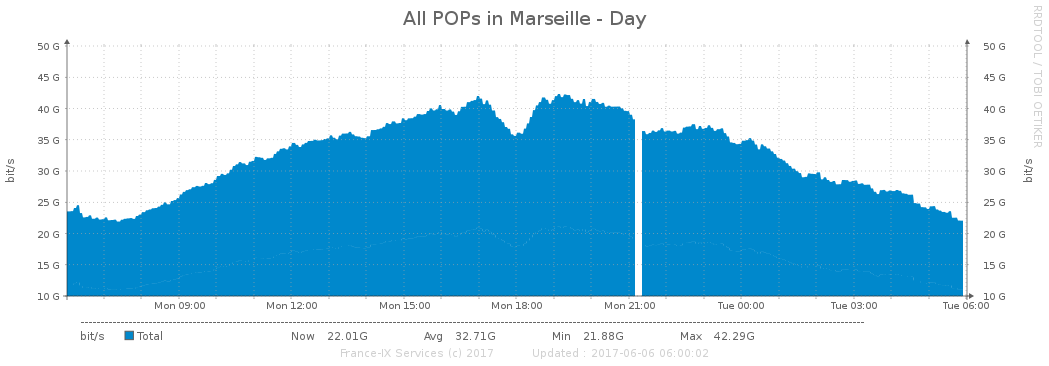 All POPs in Marseille - Day
RRDTOOL / TOBI OETIKER
50 G 50 G
45 G 45 G
40 G 40 G
35 G 35 G
30 G 30 G
25 G 25 G
20 G 20 G
15 G 15 G
10 G 10 G
bit/s
bit/s
Mon 09:00 Mon 12:00 Mon 15:00 Mon 18:00 Mon 21:00 Tue 00:00 Tue 03:00 Tue 06:00
bit/s Total Now 22.01G Avg 32.71G Min 21.88G Max 42.29G
France-IX Services (c) 2017 Updated : 2017-06-06 06:00:02